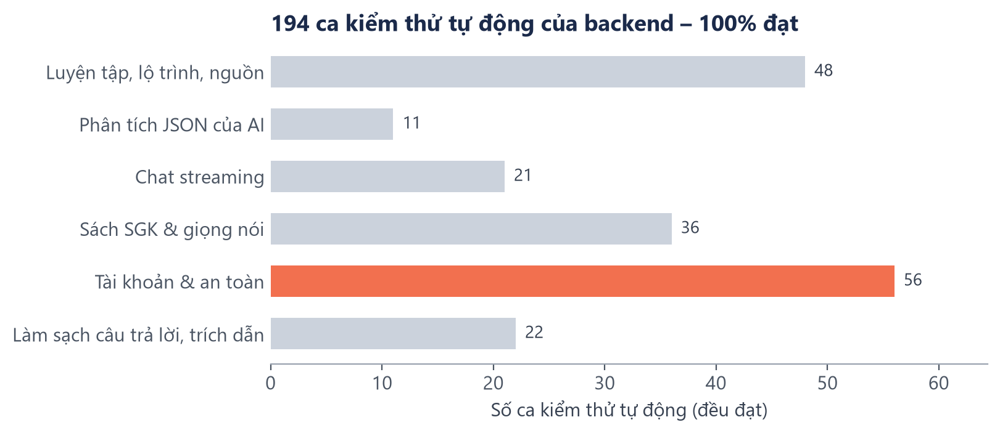 194 ca kiểm thử tự động của backend – 100% đạt
Luyện tập, lộ trình, nguồn 48
Phân tích JSON của AI 11
Chat streaming 21
Sách SGK & giọng nói 36
Tài khoản & an toàn 56
Làm sạch câu trả lời, trích dẫn 22
0 10 20 30 40 50 60
Số ca kiểm thử tự động (đều đạt)